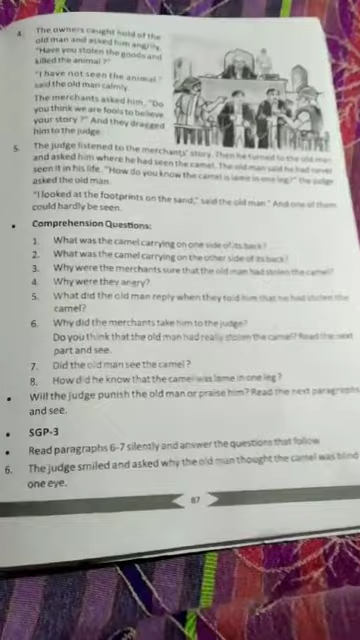 4. The owners caught hold of the
old man and asked him angrily,
"Have you stolen the goods and
killed the animal ?"
"I have not seen the animal,"
said the old man calmly.
The merchants asked him, "Do
you think we are fools to believe
your story ?" And they dragged
him to the judge.
5. The judge listened to the merchants' story. Then he turned to the old man
and asked him where he had seen the camel. The old man said he had never
seen it in his life. "How do you know the camel is lame in one leg?" the judge
asked the old man.
"I looked at the footprints on the sand," said the old man." And one of them
could hardly be seen.
• Comprehension Questions:
1. What was the camel carrying on one side of its back?
2. What was the camel carrying on the other side of its back?
3. Why were the merchants sure that the old man had stolen the camel?
4. Why were they angry?
5. What did the old man reply when they told him that he had stolen the
camel?
6. Why did the merchants take him to the judge?
Do you think that the old man had really stolen the camel? Read the next
part and see.
7. Did the old man see the camel ?
8. How did he know that the camel was lame in one leg ?
• Will the judge punish the old man or praise him? Read the next paragraphs
and see.
• SGP-3
• Read paragraphs 6-7 silently and answer the questions that follow
6. The judge smiled and asked why the old man thought the camel was blind
one eye.
87